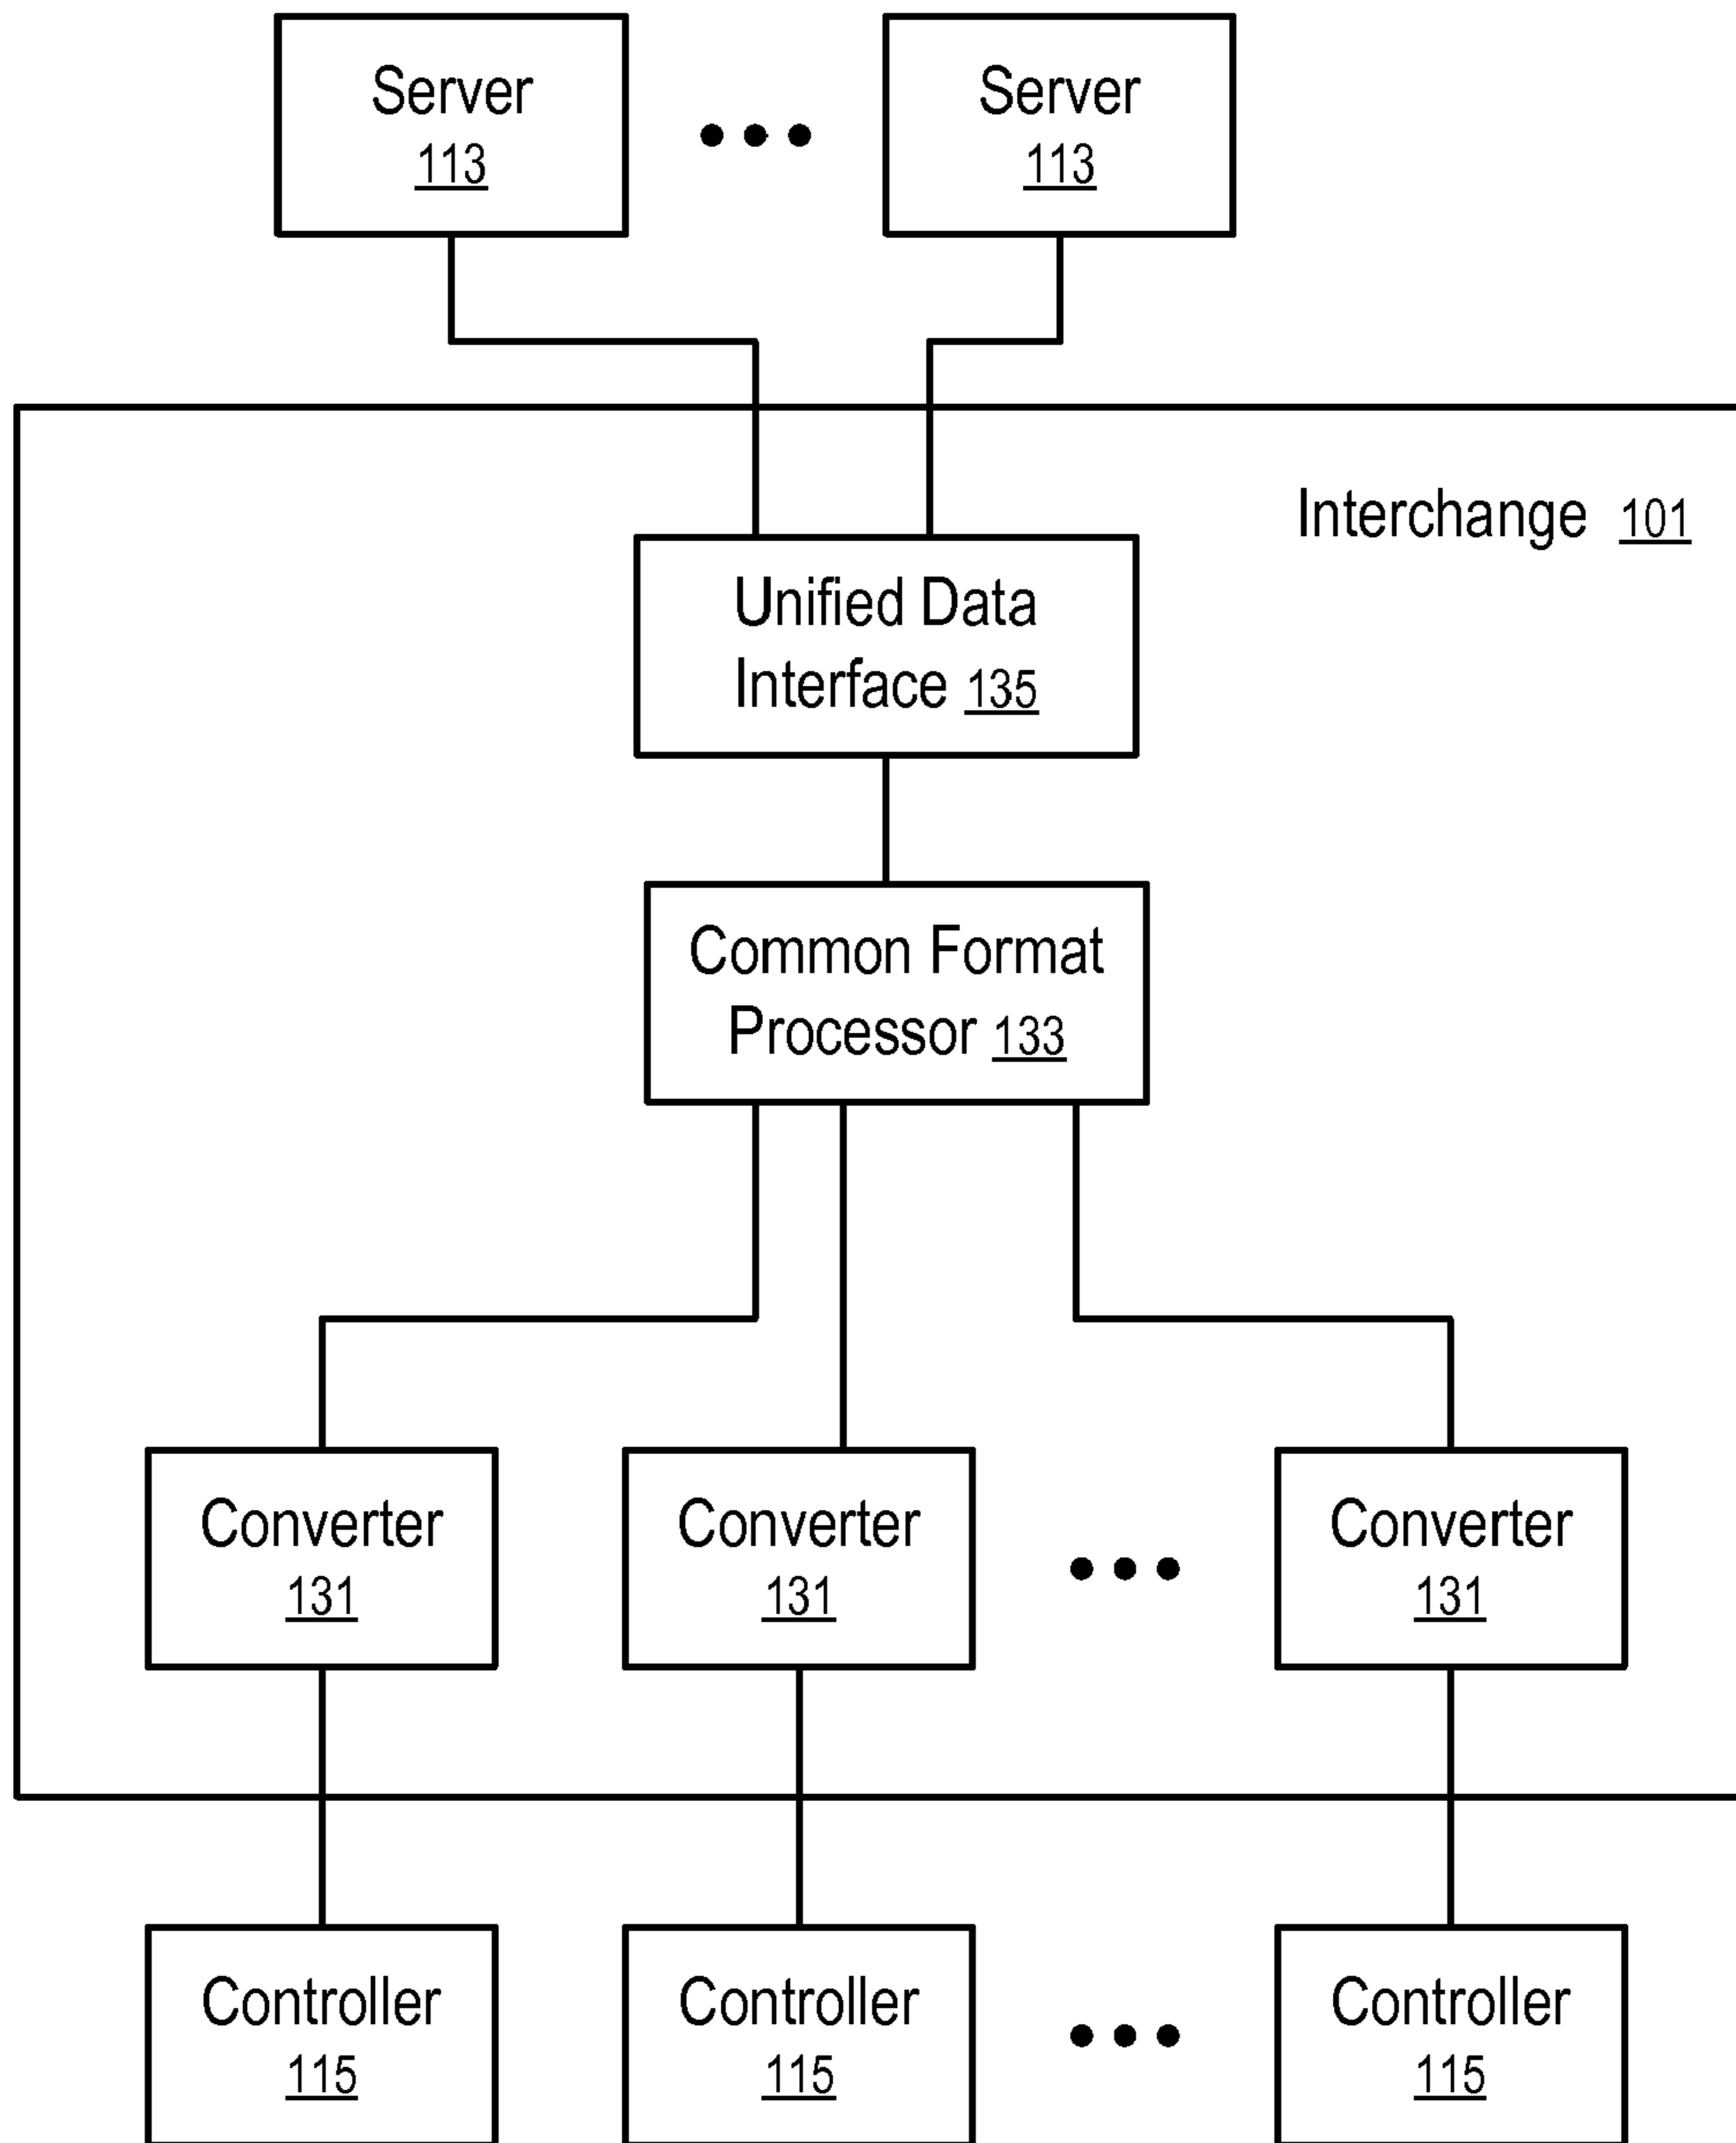 Server
113
Server
113
Interchange 101
Unified Data
Interface 135
Common Format
Processor 133
Converter
131
Converter
131
Converter
131
Controller
115
Controller
115
Controller
115